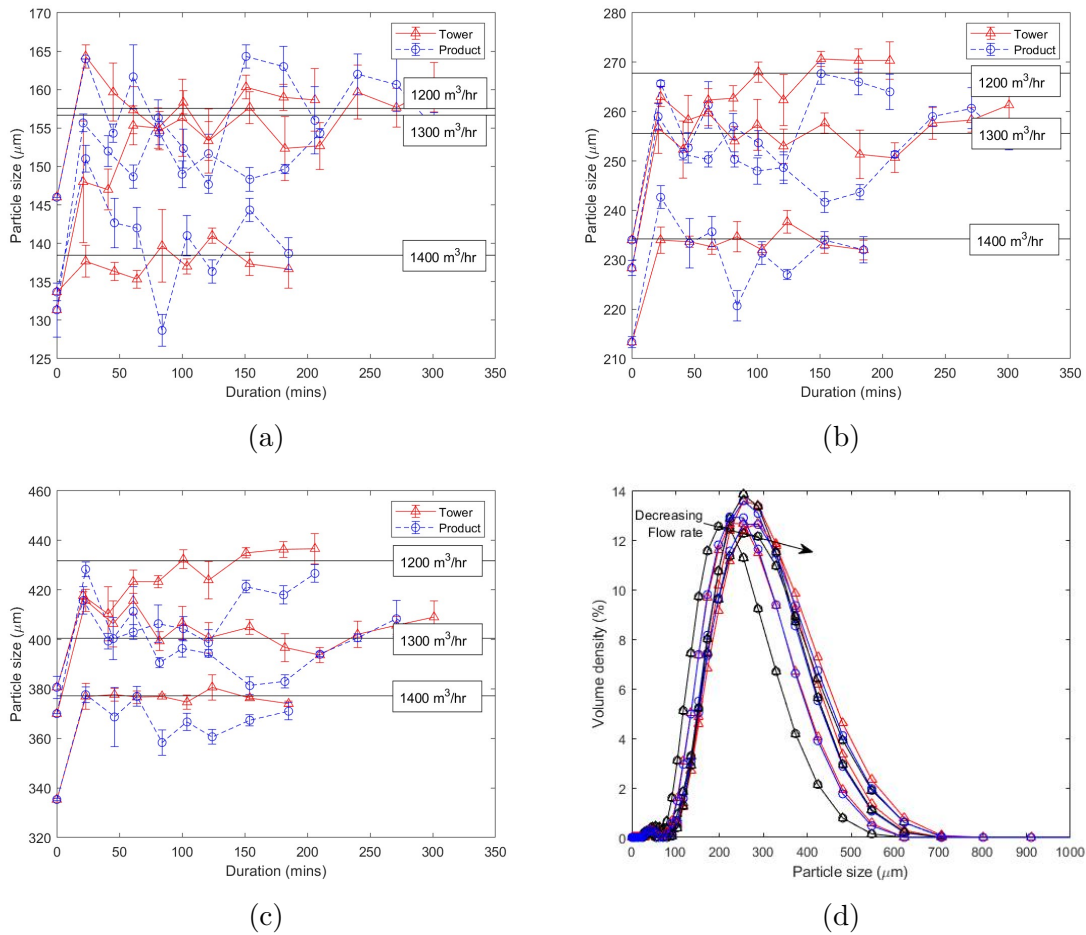 170
165
160
155
150
145
140
135
130
125
Particle size (μm)
0 50 100 150 200 250 300 350
Duration (mins)
Tower
Product
1200 m³/hr
1300 m³/hr
1400 m³/hr
(a)
280
270
260
250
240
230
220
210
Particle size (μm)
0 50 100 150 200 250 300 350
Duration (mins)
Tower
Product
1200 m³/hr
1300 m³/hr
1400 m³/hr
(b)
460
440
420
400
380
360
340
320
Particle size (μm)
0 50 100 150 200 250 300 350
Duration (mins)
Tower
Product
1200 m³/hr
1300 m³/hr
1400 m³/hr
(c)
14
12
10
8
6
4
2
0
Volume density (%)
0 100 200 300 400 500 600 700 800 900 1000
Particle size (μm)
Decreasing
Flow rate
(d)